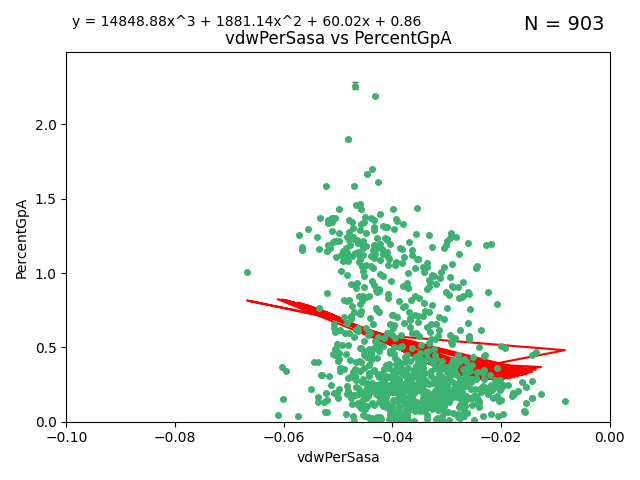 y = 14848.88x^3 + 1881.14x^2 + 60.02x + 0.86
N = 903
vdwPerSasa vs PercentGpA
PercentGpA
2.0
1.5
1.0
0.5
0.0
−0.10 −0.08 −0.06 −0.04 −0.02 0.00
vdwPerSasa